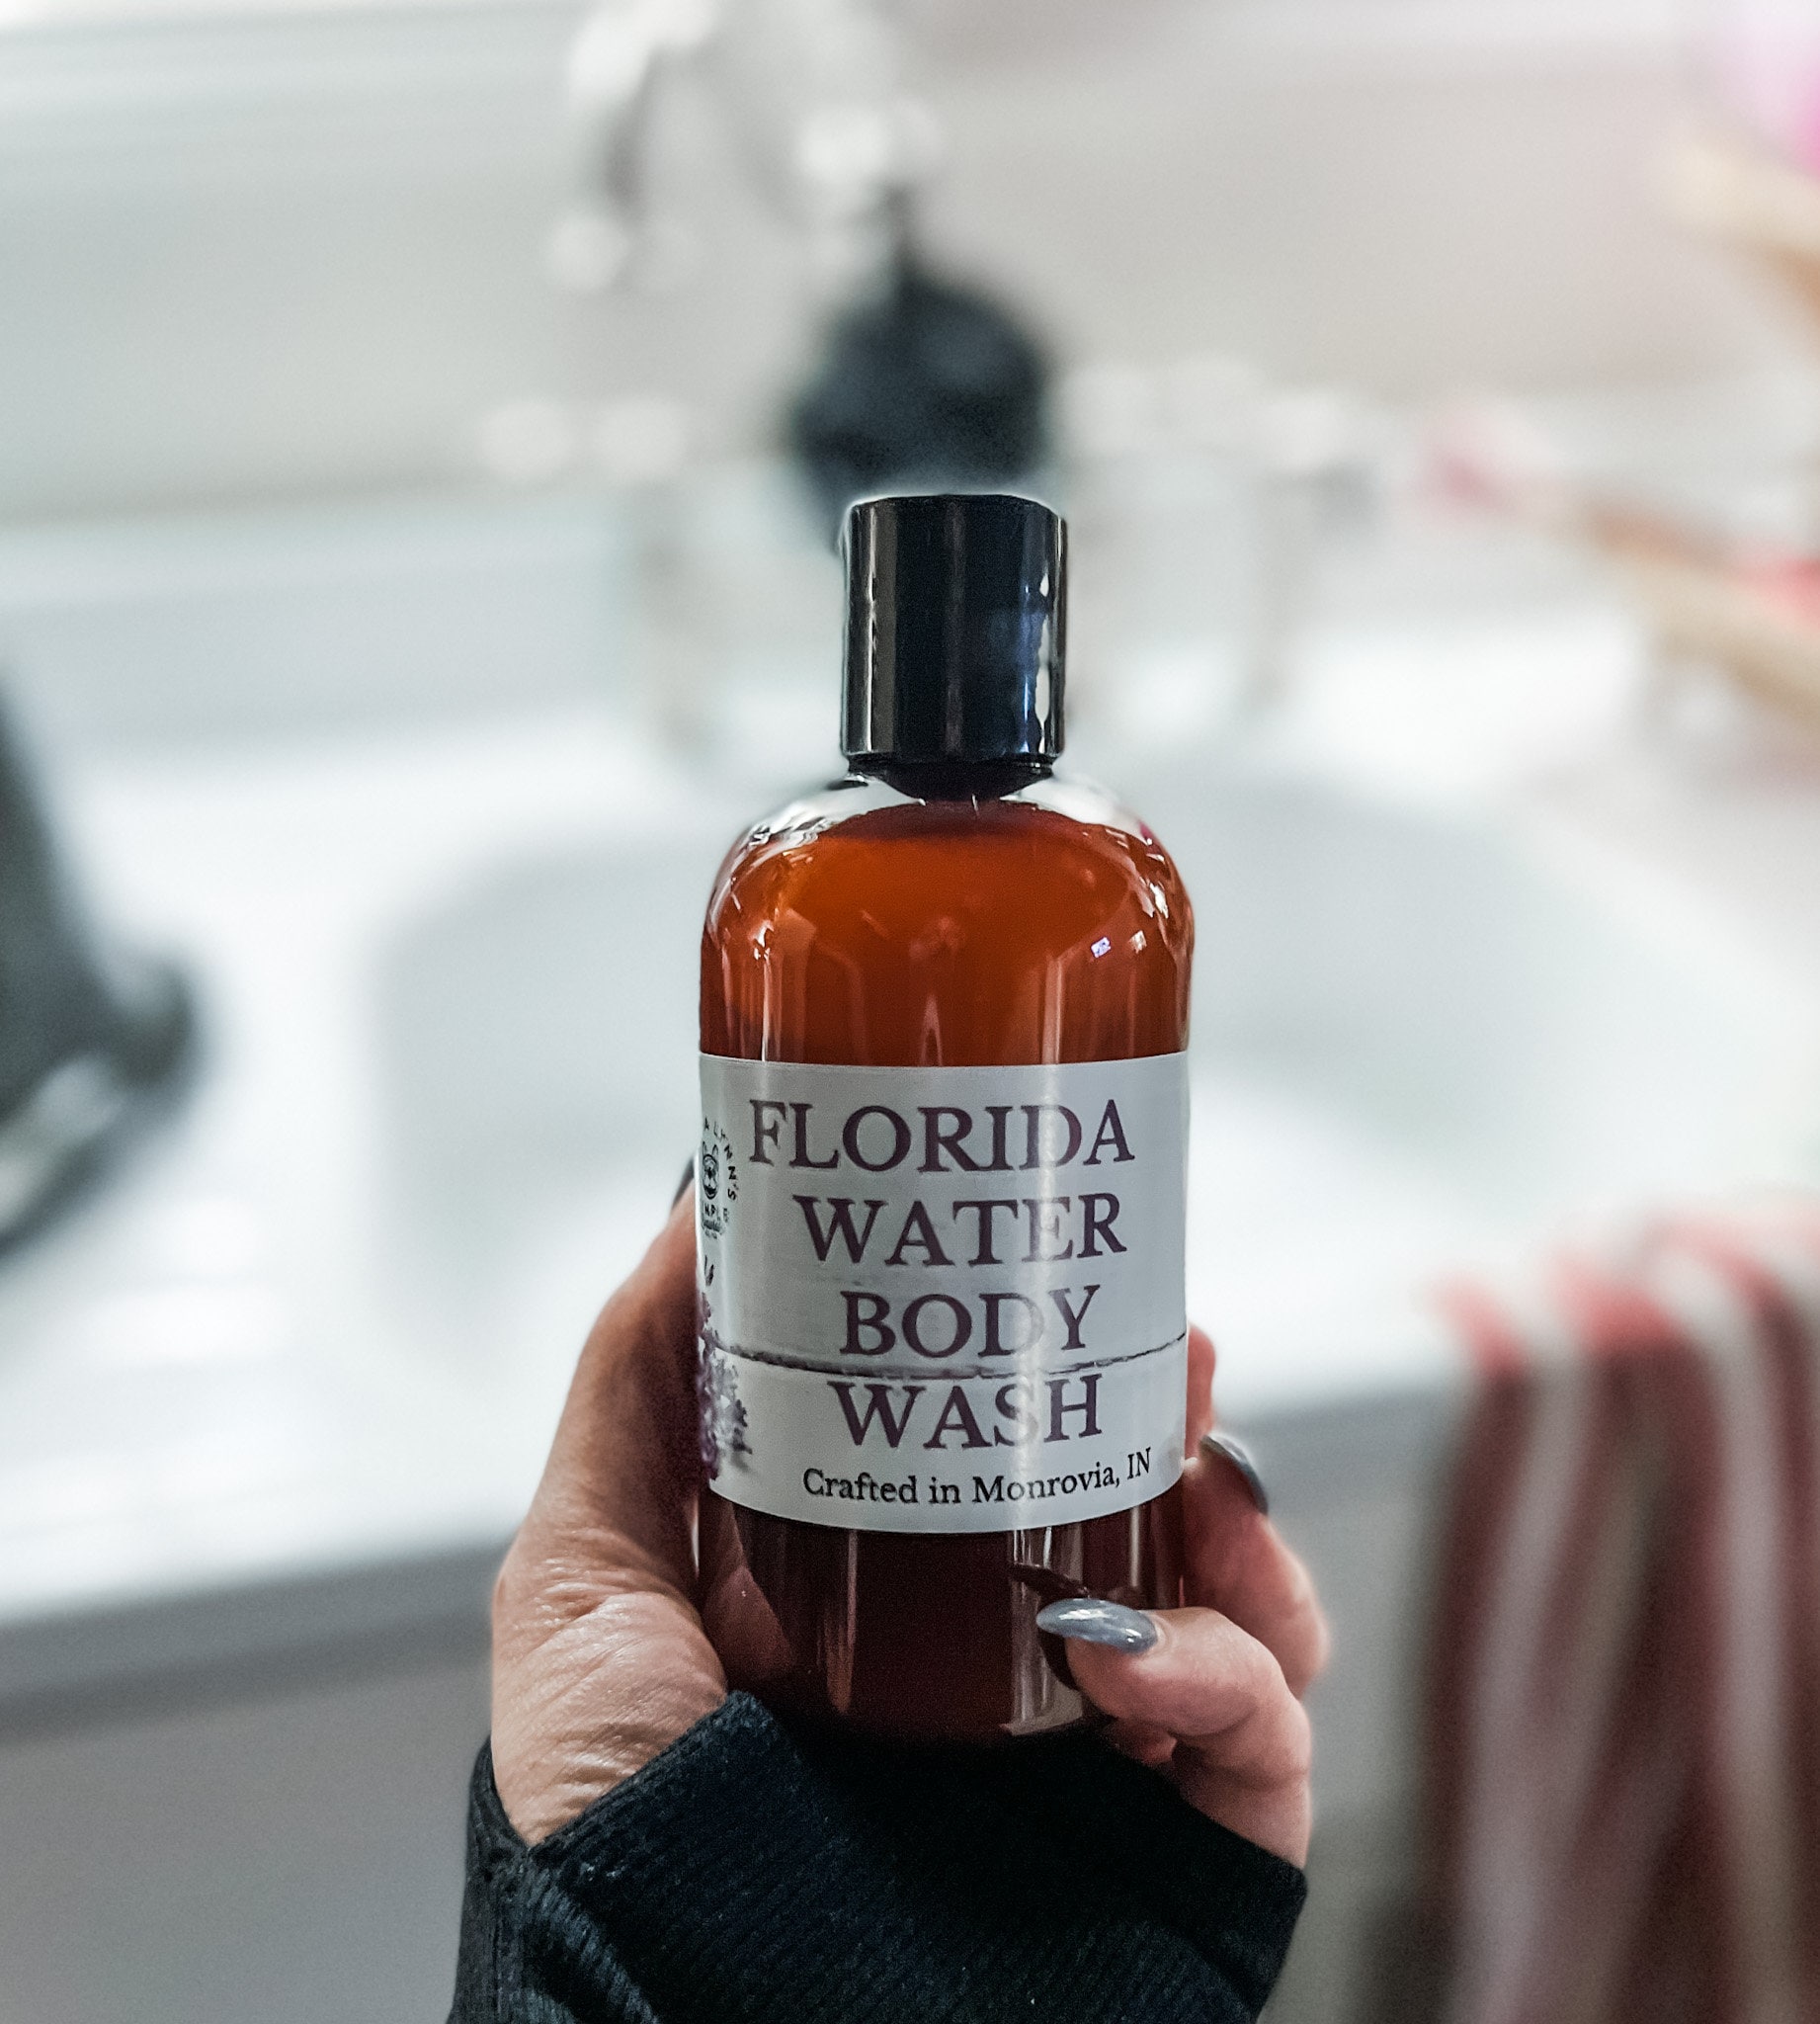 FLORIDA
WATER
BODY
WASH
Crafted in Monrovia, IN